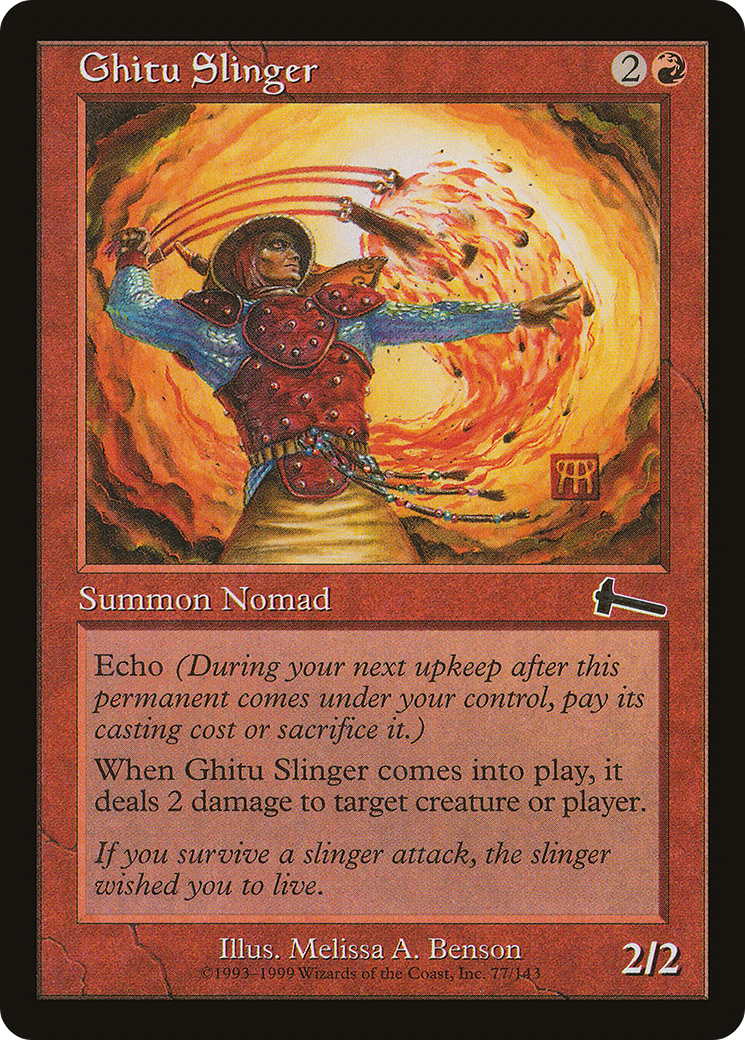 Ghitu Slinger 2
Summon Nomad
Echo (During your next upkeep after this
permanent comes under your control, pay its
casting cost or sacrifice it.)
When Ghitu Slinger comes into play, it
deals 2 damage to target creature or player.
If you survive a slinger attack, the slinger
wished you to live.
Illus. Melissa A. Benson
2/2
©1993–1999 Wizards of the Coast, Inc. 77/143